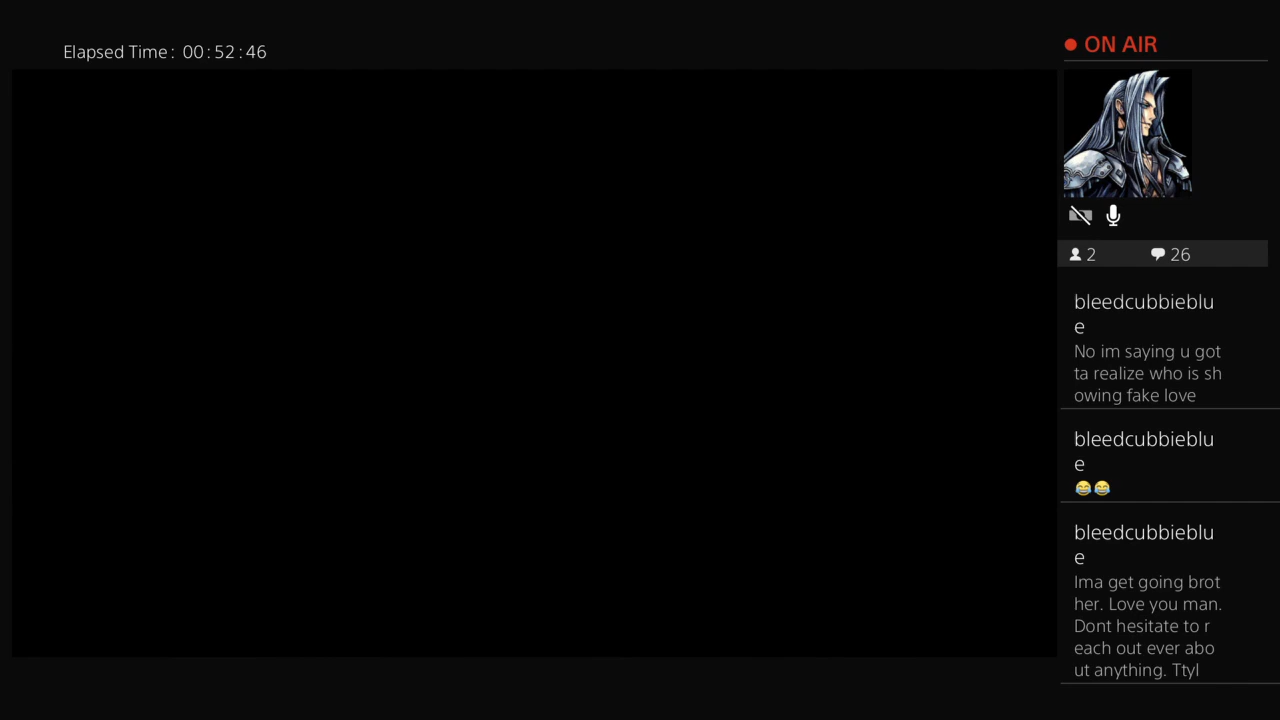 Elapsed Time: 00:52:46
ON AIR
2 26
bleedcubbieblu
e
No im saying u got
ta realize who is sh
owing fake love
bleedcubbieblu
e
😂😂
bleedcubbieblu
e
Ima get going brot
her. Love you man.
Dont hesitate to r
each out ever abo
ut anything. Ttyl